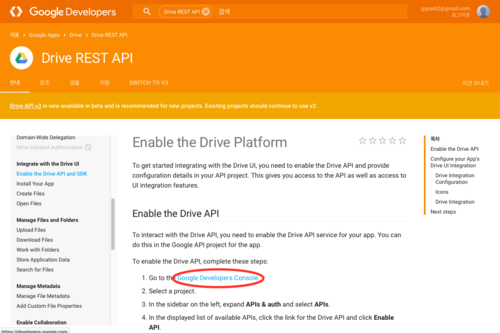 Google Developers
Drive REST API
검색
gypark2@gmail.com
로그아웃
제품 > Google Apps > Drive > Drive REST API
Drive REST API
안내 참조 샘플 지원 SWITCH TO V3
의견 보내기
Drive API v3 is now available in beta and is recommended for new projects. Existing projects should continue to use v2.
Domain-Wide Delegation
Drive-Initiated Authorization
Integrate with the Drive UI
Enable the Drive API and SDK
Install Your App
Create Files
Open Files
Manage Files and Folders
Upload Files
Download Files
Work with Folders
Store Application Data
Search for Files
Manage Metadata
Manage File Metadata
Add Custom File Properties
Enable Collaboration
https://developers.google.com/
Enable the Drive Platform
To get started integrating with the Drive UI, you need to enable the Drive API and provide
configuration details in your API project. This gives you access to the API as well as access to
UI integration features.
Enable the Drive API
To interact with the Drive API, you need to enable the Drive API service for your app. You can
do this in the Google API project for the app.
To enable the Drive API, complete these steps:
1. Go to the Google Developers Console.
2. Select a project.
3. In the sidebar on the left, expand APIs & auth and select APIs.
4. In the displayed list of available APIs, click the link for the Drive API and click Enable
API.
목차
Enable the Drive API
Configure your App's
Drive UI Integration
Drive Integration
Configuration
Icons
Drive Integration
Next steps